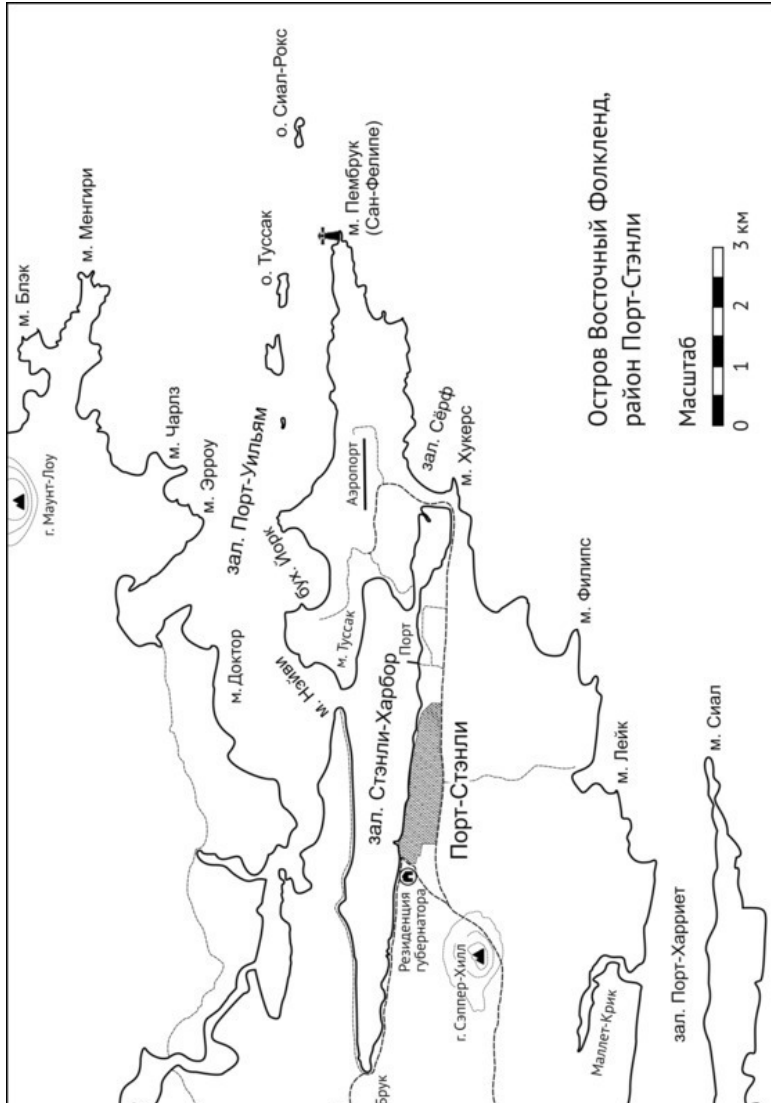 м. Блэк
м. Менгири
о. Сиал-Рокс
г. Маунт-Лоу
м. Чарлз
о. Туссак
м. Пембрук
(Сан-Фелипе)
м. Эрроу
зал. Порт-Уильям
бух. Йорк
Аэропорт
зал. Сёрф
м. Хукерс
м. Доктор
м. Нэйви
м. Туссак
Порт
м. Филипс
зал. Стэнли-Харбор
Порт-Стэнли
м. Лейк
м. Сиал
Резиденция
губернатора
г. Сэппер-Хилл
Маллет-Крик
зал. Порт-Харриет
Остров Восточный Фолкленд,
район Порт-Стэнли
Масштаб
0 1 2 3 км